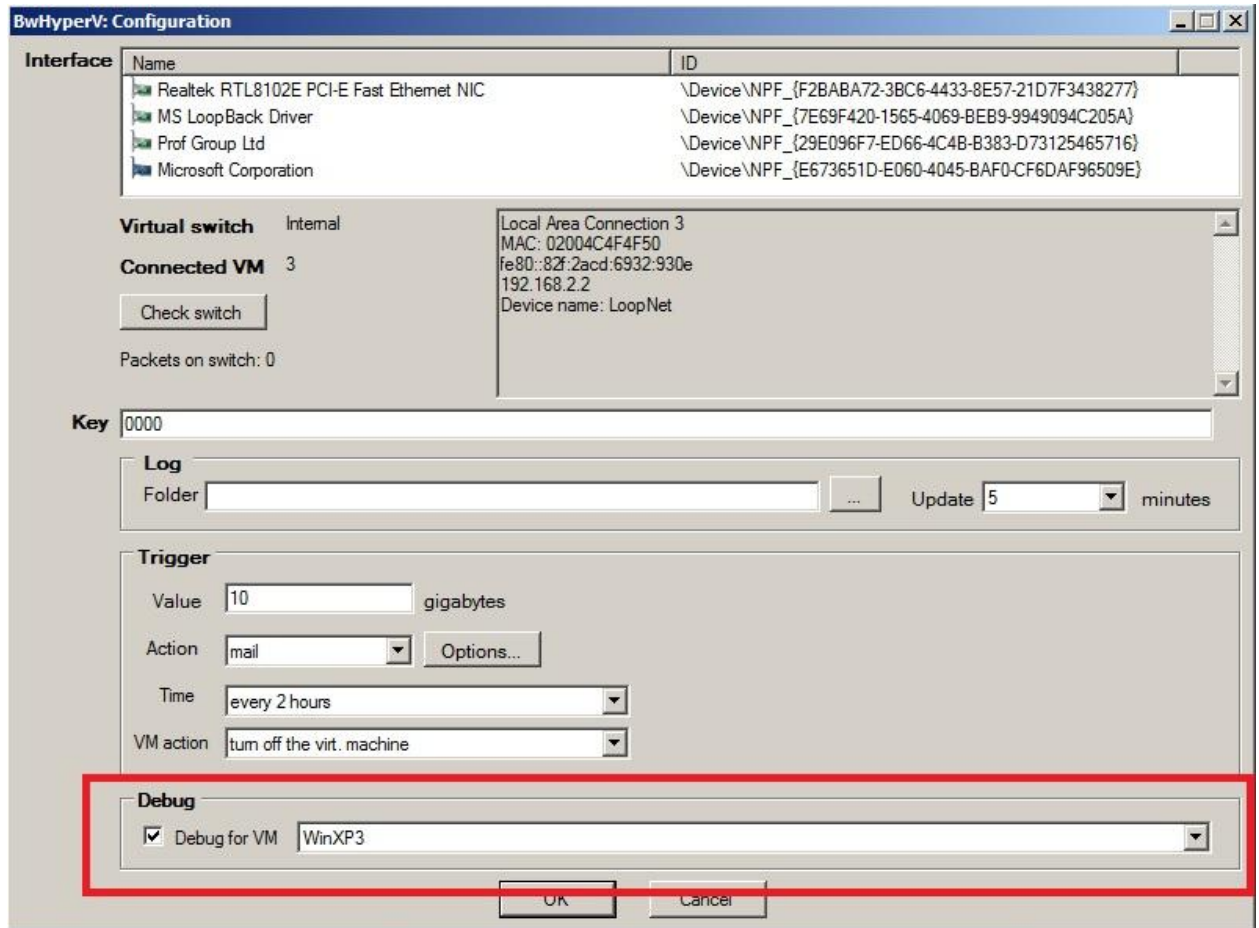 BwHyperV: Configuration
Interface
Name ID
Realtek RTL8102E PCI-E Fast Ethernet NIC \Device\NPF_{F2BABA72-3BC6-4433-8E57-21D7F3438277}
MS LoopBack Driver \Device\NPF_{7E69F420-1565-4069-BEB9-9949094C205A}
Prof Group Ltd \Device\NPF_{29E096F7-ED66-4C4B-B383-D73125465716}
Microsoft Corporation \Device\NPF_{E673651D-E060-4045-BAF0-CF6DAF96509E}
Virtual switch Internal
Connected VM 3
Check switch
Packets on switch: 0
Local Area Connection 3
MAC: 02004C4F4F50
fe80::82f:2acd:6932:930e
192.168.2.2
Device name: LoopNet
Key 0000
Log
Folder ... Update 5 minutes
Trigger
Value 10 gigabytes
Action mail Options...
Time every 2 hours
VM action turn off the virt. machine
Debug
Debug for VM WinXP3
OK Cancel